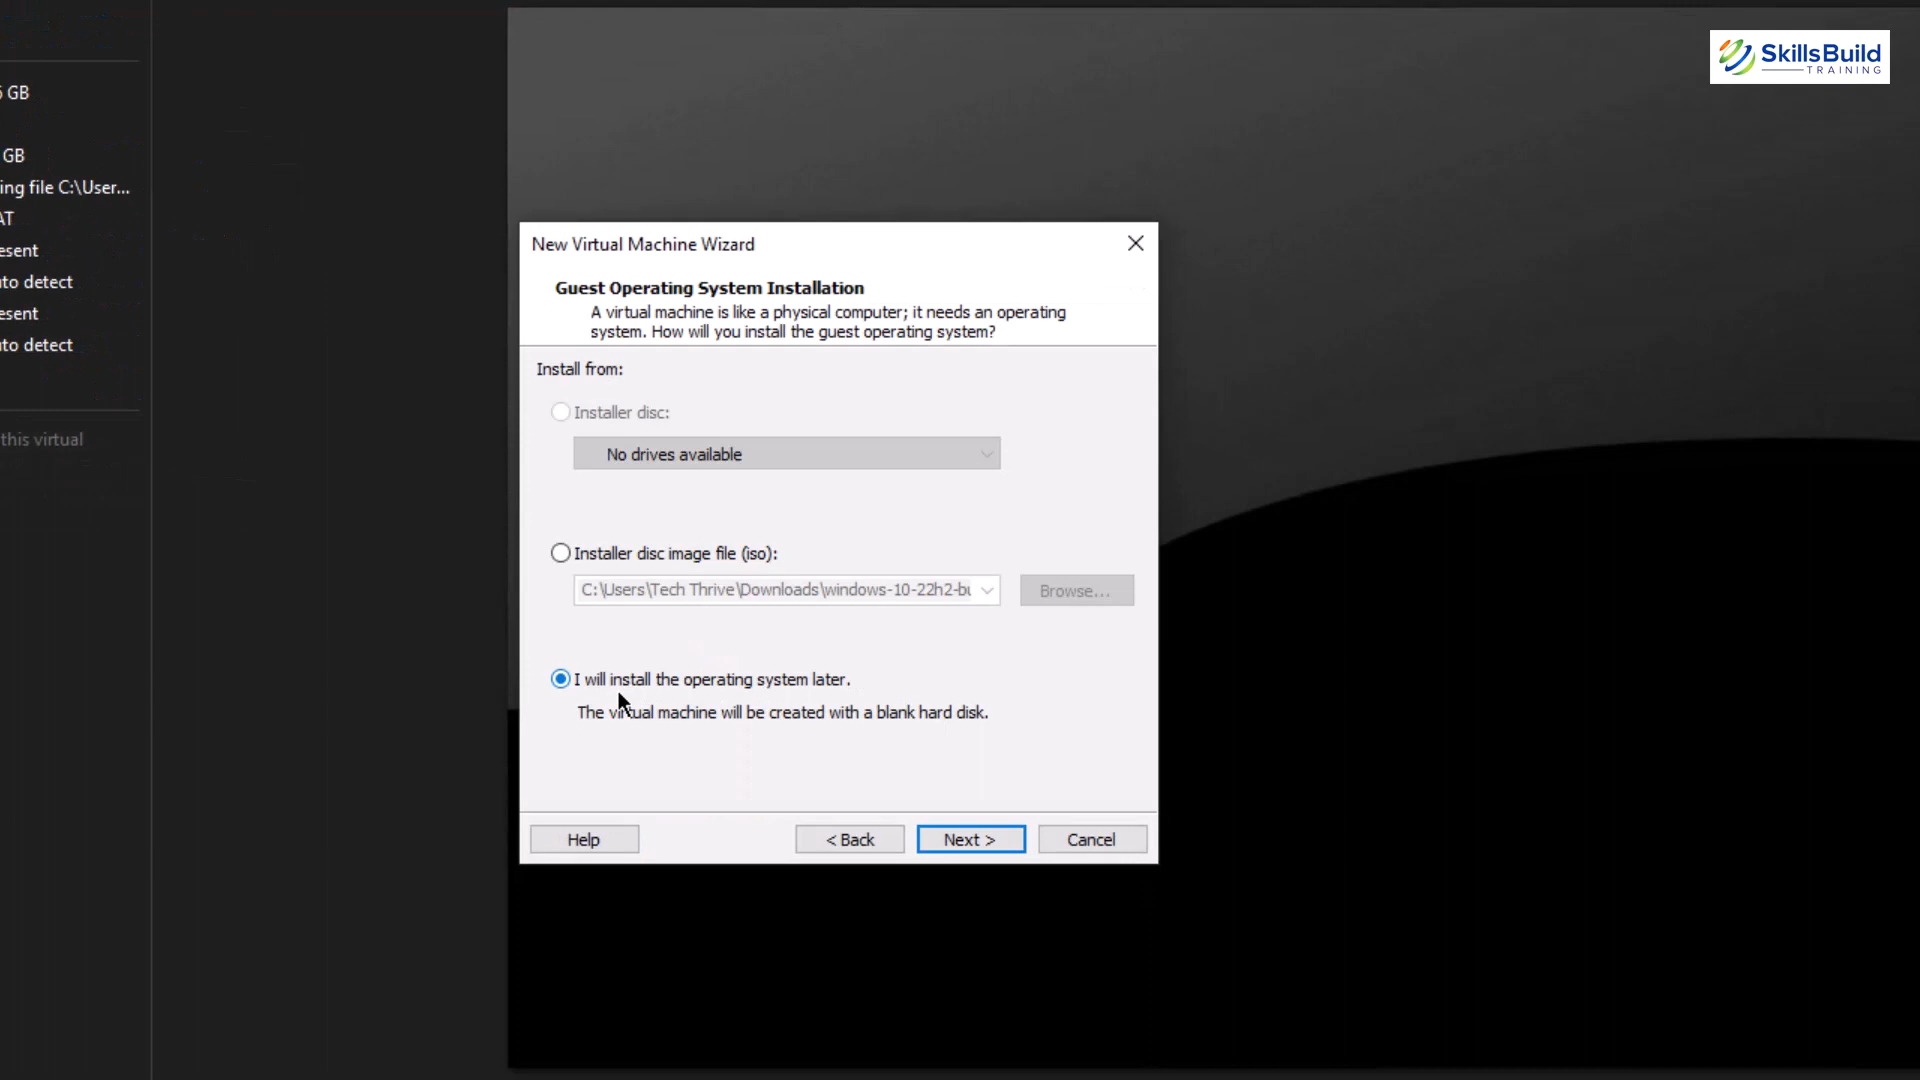 SkillsBuild
TRAINING
GB
GB
ing file C:\User...
AT
esent
to detect
esent
to detect
this virtual
New Virtual Machine Wizard
Guest Operating System Installation
A virtual machine is like a physical computer; it needs an operating
system. How will you install the guest operating system?
Install from:
Installer disc:
No drives available
Installer disc image file (iso):
C:\Users\Tech Thrive\Downloads\windows-10-22h2-bu
Browse...
I will install the operating system later.
The virtual machine will be created with a blank hard disk.
Help
< Back
Next >
Cancel